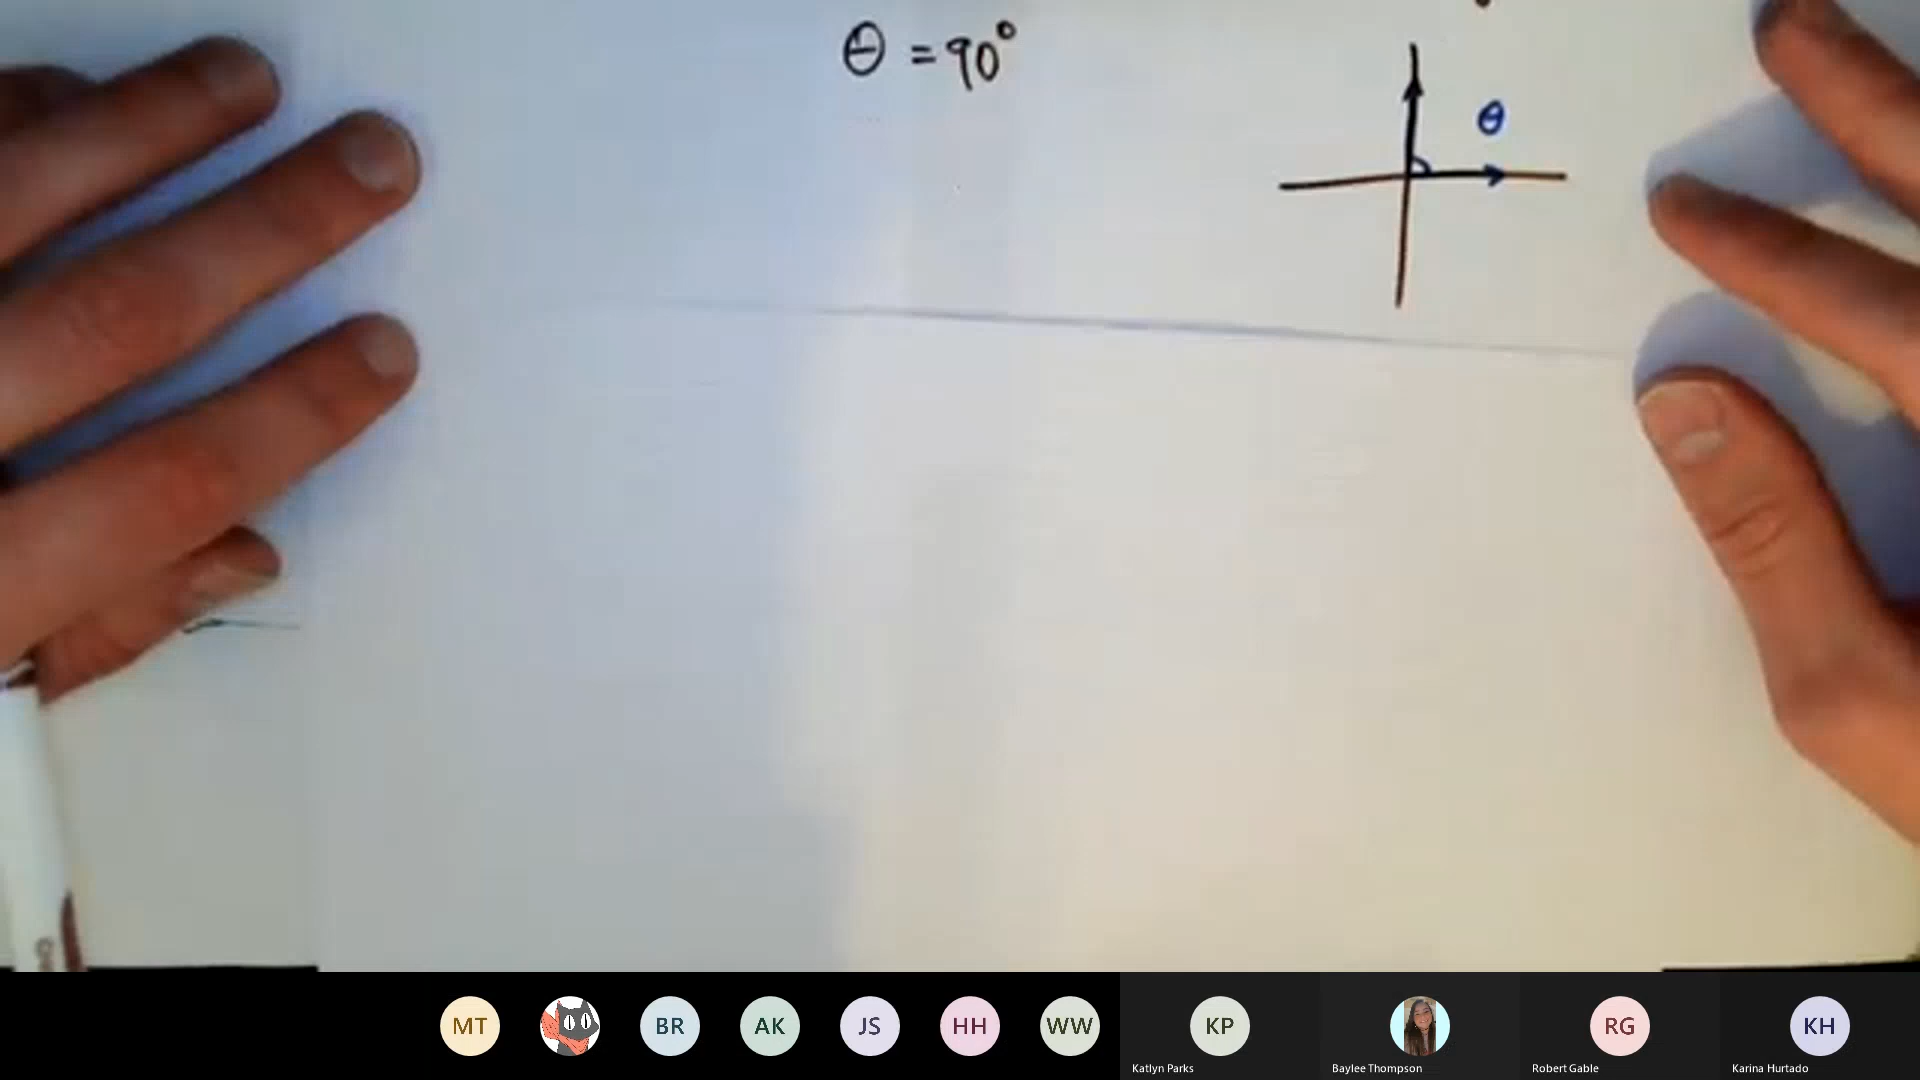 θ = 90°
θ
MT
BR
AK
JS
HH
WW
KP
RG
KH
Katlyn Parks
Baylee Thompson
Robert Gable
Karina Hurtado